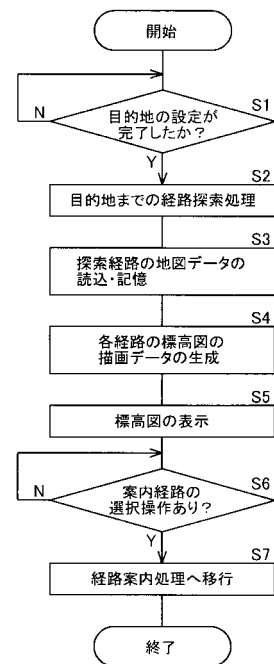 開始
S1
目的地の設定が
完了したか？
N
Y
S2
目的地までの経路探索処理
S3
探索経路の地図データの
読込・記憶
S4
各経路の標高図の
描画データの生成
S5
標高図の表示
S6
案内経路の
選択操作あり？
N
Y
S7
経路案内処理へ移行
終了